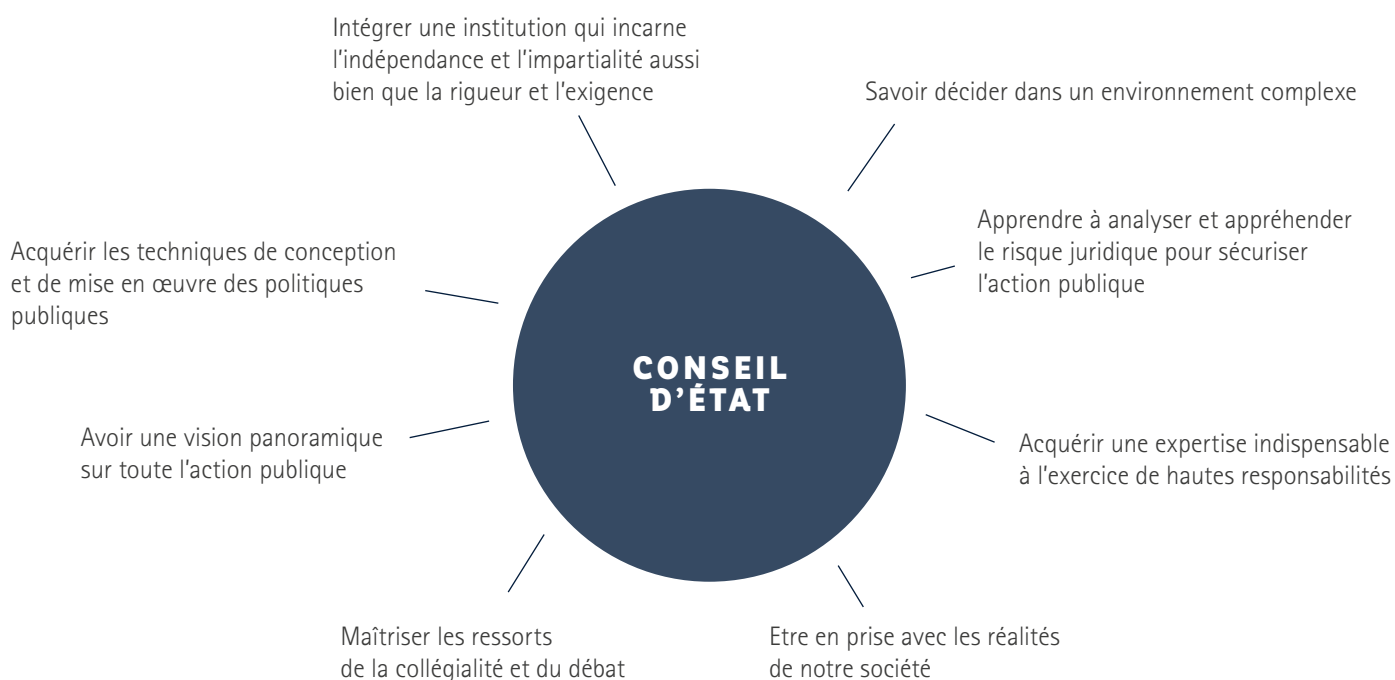 Intégrer une institution qui incarne
l'indépendance et l'impartialité aussi
bien que la rigueur et l'exigence
Savoir décider dans un environnement complexe
Apprendre à analyser et appréhender
le risque juridique pour sécuriser
l'action publique
Acquérir les techniques de conception
et de mise en œuvre des politiques
publiques
CONSEIL
D'ÉTAT
Avoir une vision panoramique
sur toute l'action publique
Acquérir une expertise indispensable
à l'exercice de hautes responsabilités
Maîtriser les ressorts
de la collégialité et du débat
Etre en prise avec les réalités
de notre société